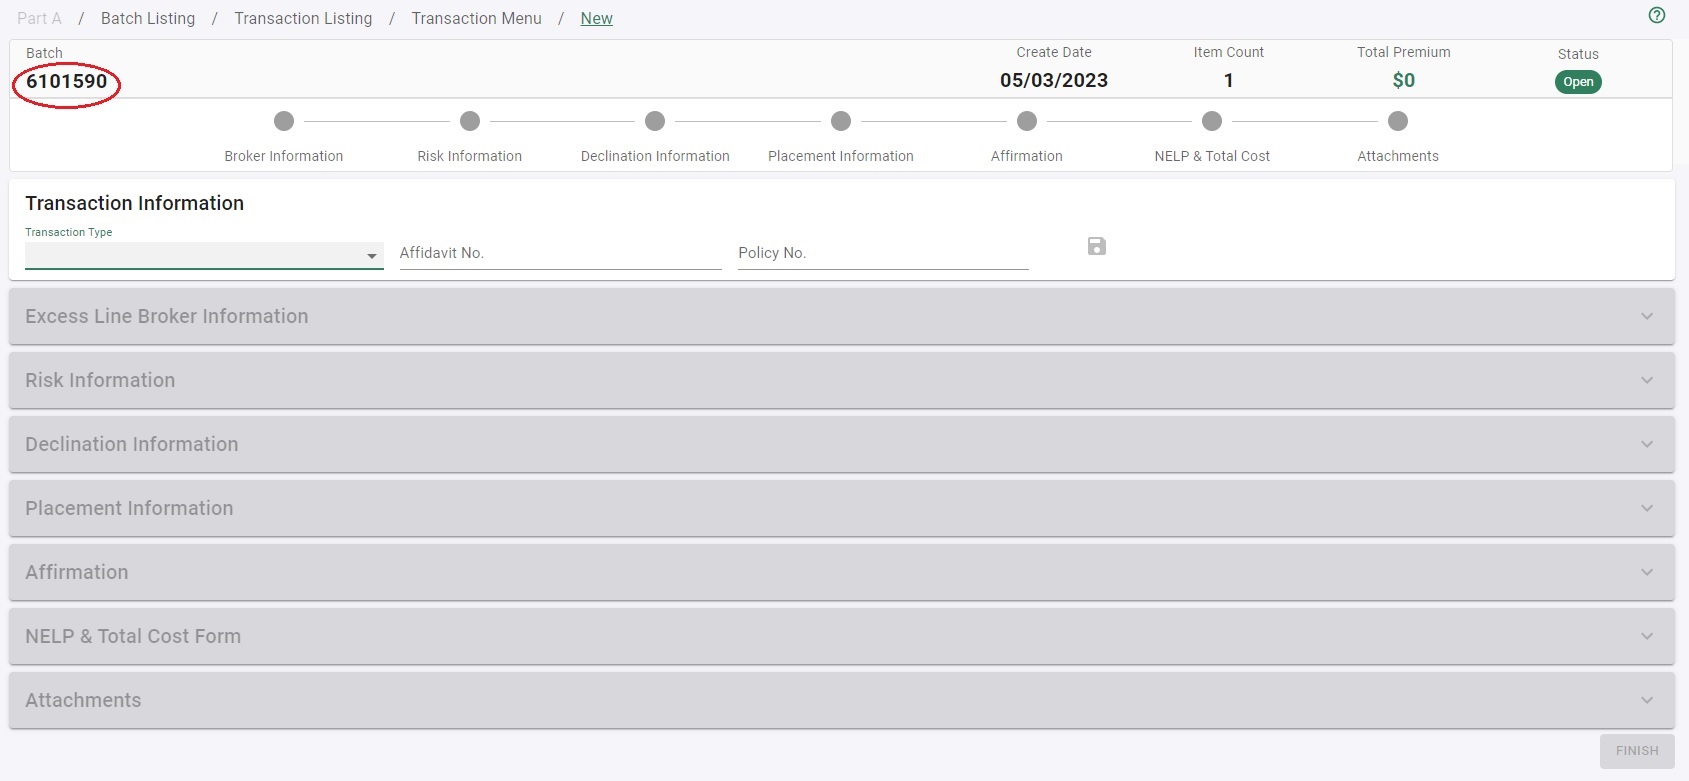 Part A / Batch Listing / Transaction Listing / Transaction Menu / New
Batch Create Date Item Count Total Premium Status
6101590 05/03/2023 1 $0 Open
Broker Information Risk Information Declination Information Placement Information Affirmation NELP & Total Cost Attachments
Transaction Information
Transaction Type
Affidavit No. Policy No.
Excess Line Broker Information
Risk Information
Declination Information
Placement Information
Affirmation
NELP & Total Cost Form
Attachments
FINISH